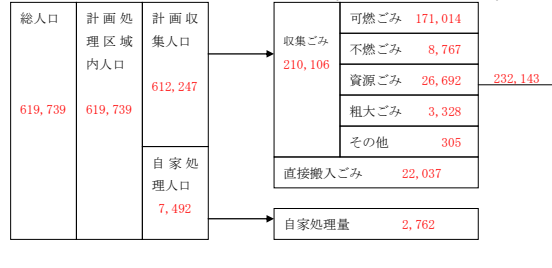 総人口
619,739
計画処
理区域
内人口
619,739
計画収
集人口
612,247
自家処
理人口
7,492
収集ごみ
210,106
可燃ごみ 171,014
不燃ごみ 8,767
資源ごみ 26,692
粗大ごみ 3,328
その他 305
直接搬入ごみ 22,037
232,143
自家処理量 2,762